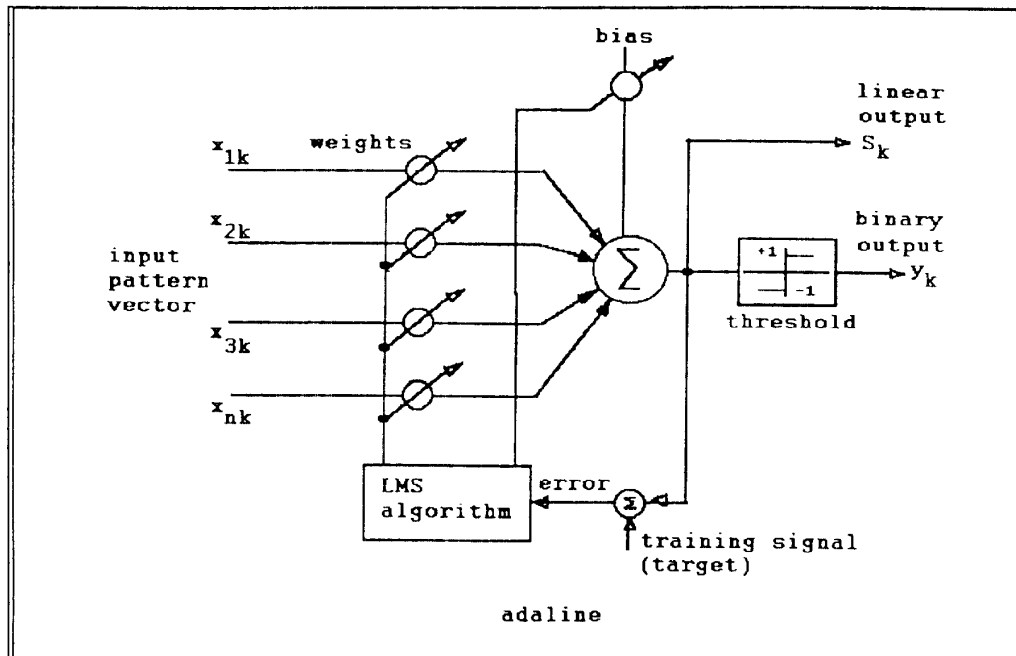 bias
linear
output
S_k
weights
x_1k
x_2k
binary
output
y_k
input
pattern
vector
+1
-1
Σ
threshold
x_3k
x_nk
LMS
algorithm
error
Σ
training signal
(target)
adaline